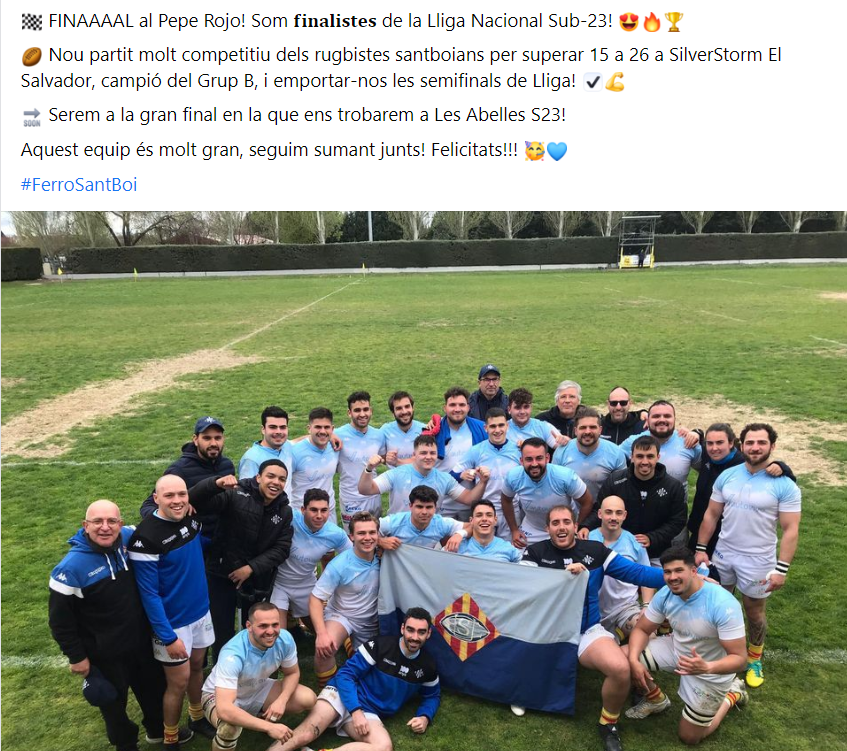 🏁 FINAAAAL al Pepe Rojo! Som finalistes de la Lliga Nacional Sub-23! 😍🔥🏆
🏉 Nou partit molt competitiu dels rugbistes santboians per superar 15 a 26 a SilverStorm El
Salvador, campió del Grup B, i emportar-nos les semifinals de Lliga! ✔️💪
🔜 Serem a la gran final en la que ens trobarem a Les Abelles S23!
Aquest equip és molt gran, seguim sumant junts! Felicitats!!! 🥳💙
#FerroSantBoi